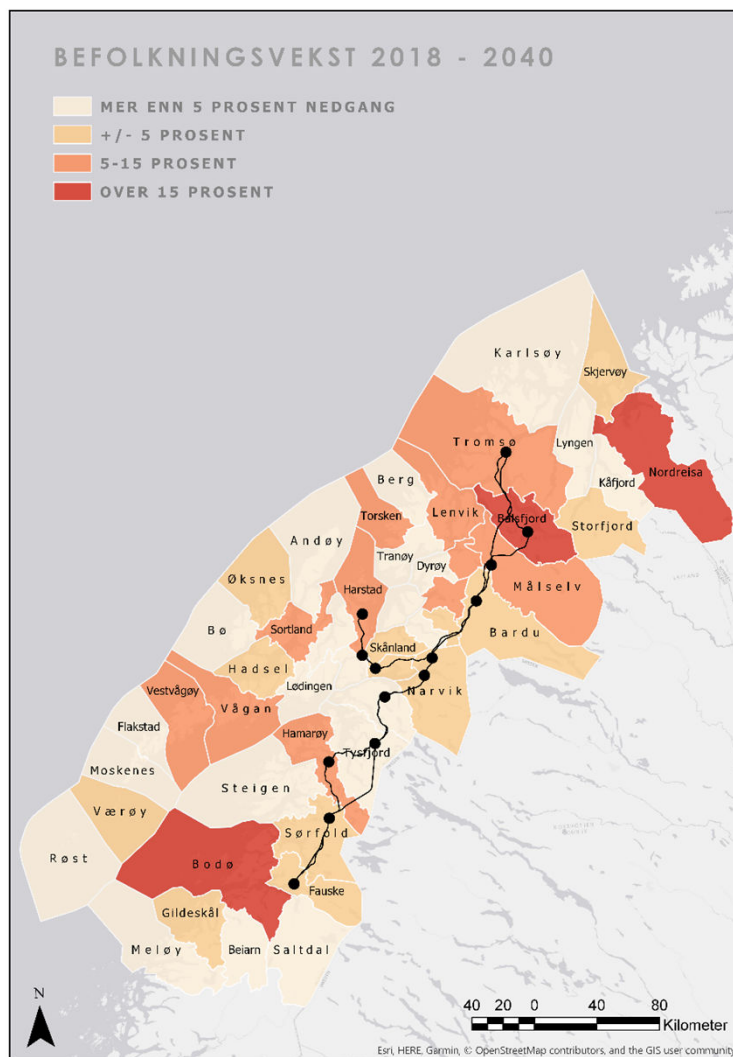 BEFOLKNINGSVEKST 2018 - 2040
MER ENN 5 PROSENT NEDGANG
+/- 5 PROSENT
5-15 PROSENT
OVER 15 PROSENT
Karlsøy
Skjervøy
Tromsø
Lyngen
Nordreisa
Kåfjord
Berg
Torsken
Lenvik
Balsfjord
Storfjord
Andøy
Tranøy
Dyrøy
Målselv
Øksnes
Harstad
Bardu
Bø
Sortland
Skånland
Hadsel
Lødingen
Narvik
Vestvågøy
Vågan
Flakstad
Hamarøy
Tysfjord
Moskenes
Steigen
Værøy
Sørfold
Røst
Bodø
Fauske
Gildeskål
Meløy
Beiarn
Saltdal
N
40 20 0 40 80
Kilometer
Esri, HERE, Garmin, © OpenStreetMap contributors, and the GIS user community